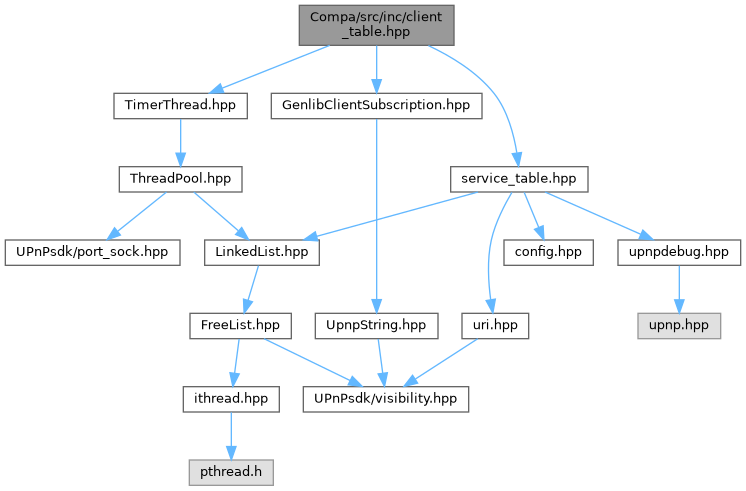 Compa/src/inc/client
_table.hpp
TimerThread.hpp
GenlibClientSubscription.hpp
ThreadPool.hpp
service_table.hpp
UPnPsdk/port_sock.hpp
LinkedList.hpp
config.hpp
upnpdebug.hpp
FreeList.hpp
UpnpString.hpp
uri.hpp
upnp.hpp
ithread.hpp
UPnPsdk/visibility.hpp
pthread.h